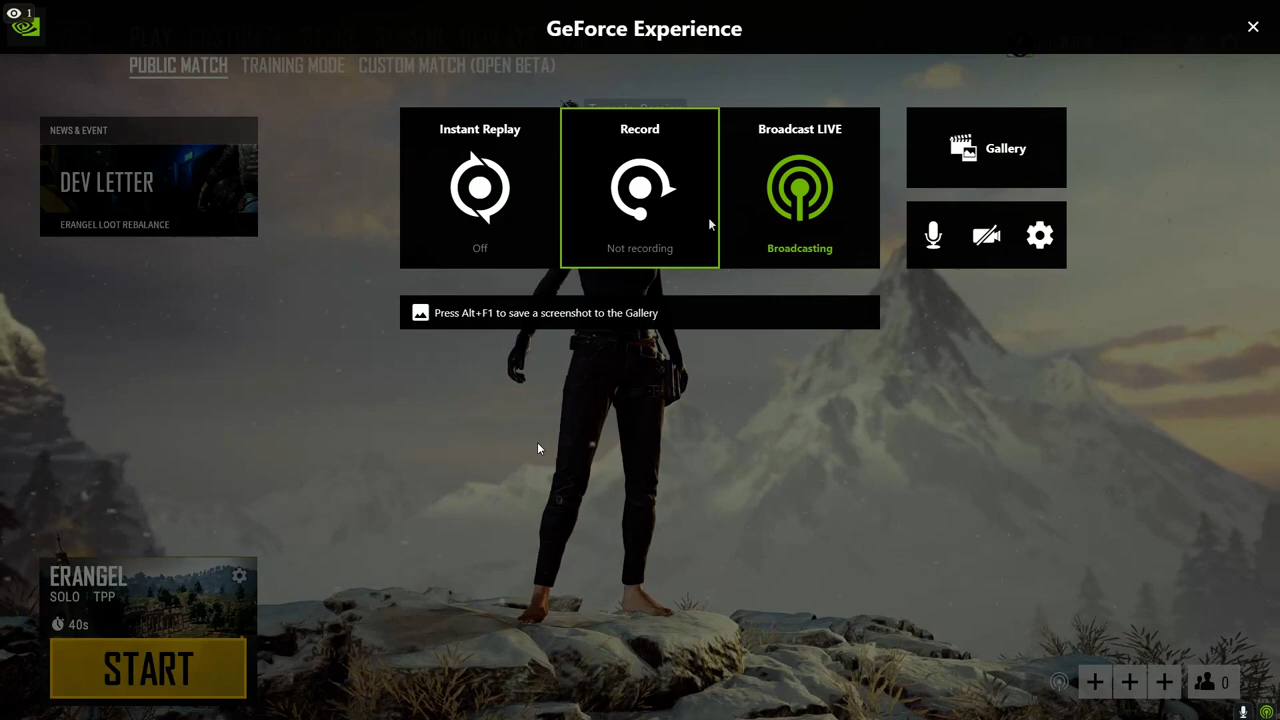 1
GeForce Experience
PUBLIC MATCH
TRAINING MODE
CUSTOM MATCH (OPEN BETA)
NEWS & EVENT
DEV LETTER
ERANGEL LOOT REBALANCE
Instant Replay
Off
Record
Not recording
Broadcast LIVE
Broadcasting
Gallery
Press Alt+F1 to save a screenshot to the Gallery
ERANGEL
SOLO TPP
40s
START
0